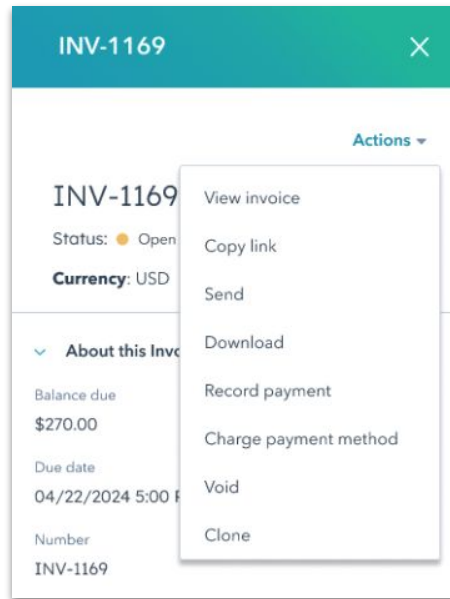 INV-1169
Actions
INV-1169
Status: Open
Currency: USD
View invoice
Copy link
Send
Download
Record payment
Charge payment method
Void
Clone
About this Invo
Balance due
$270.00
Due date
04/22/2024 5:00 P
Number
INV-1169